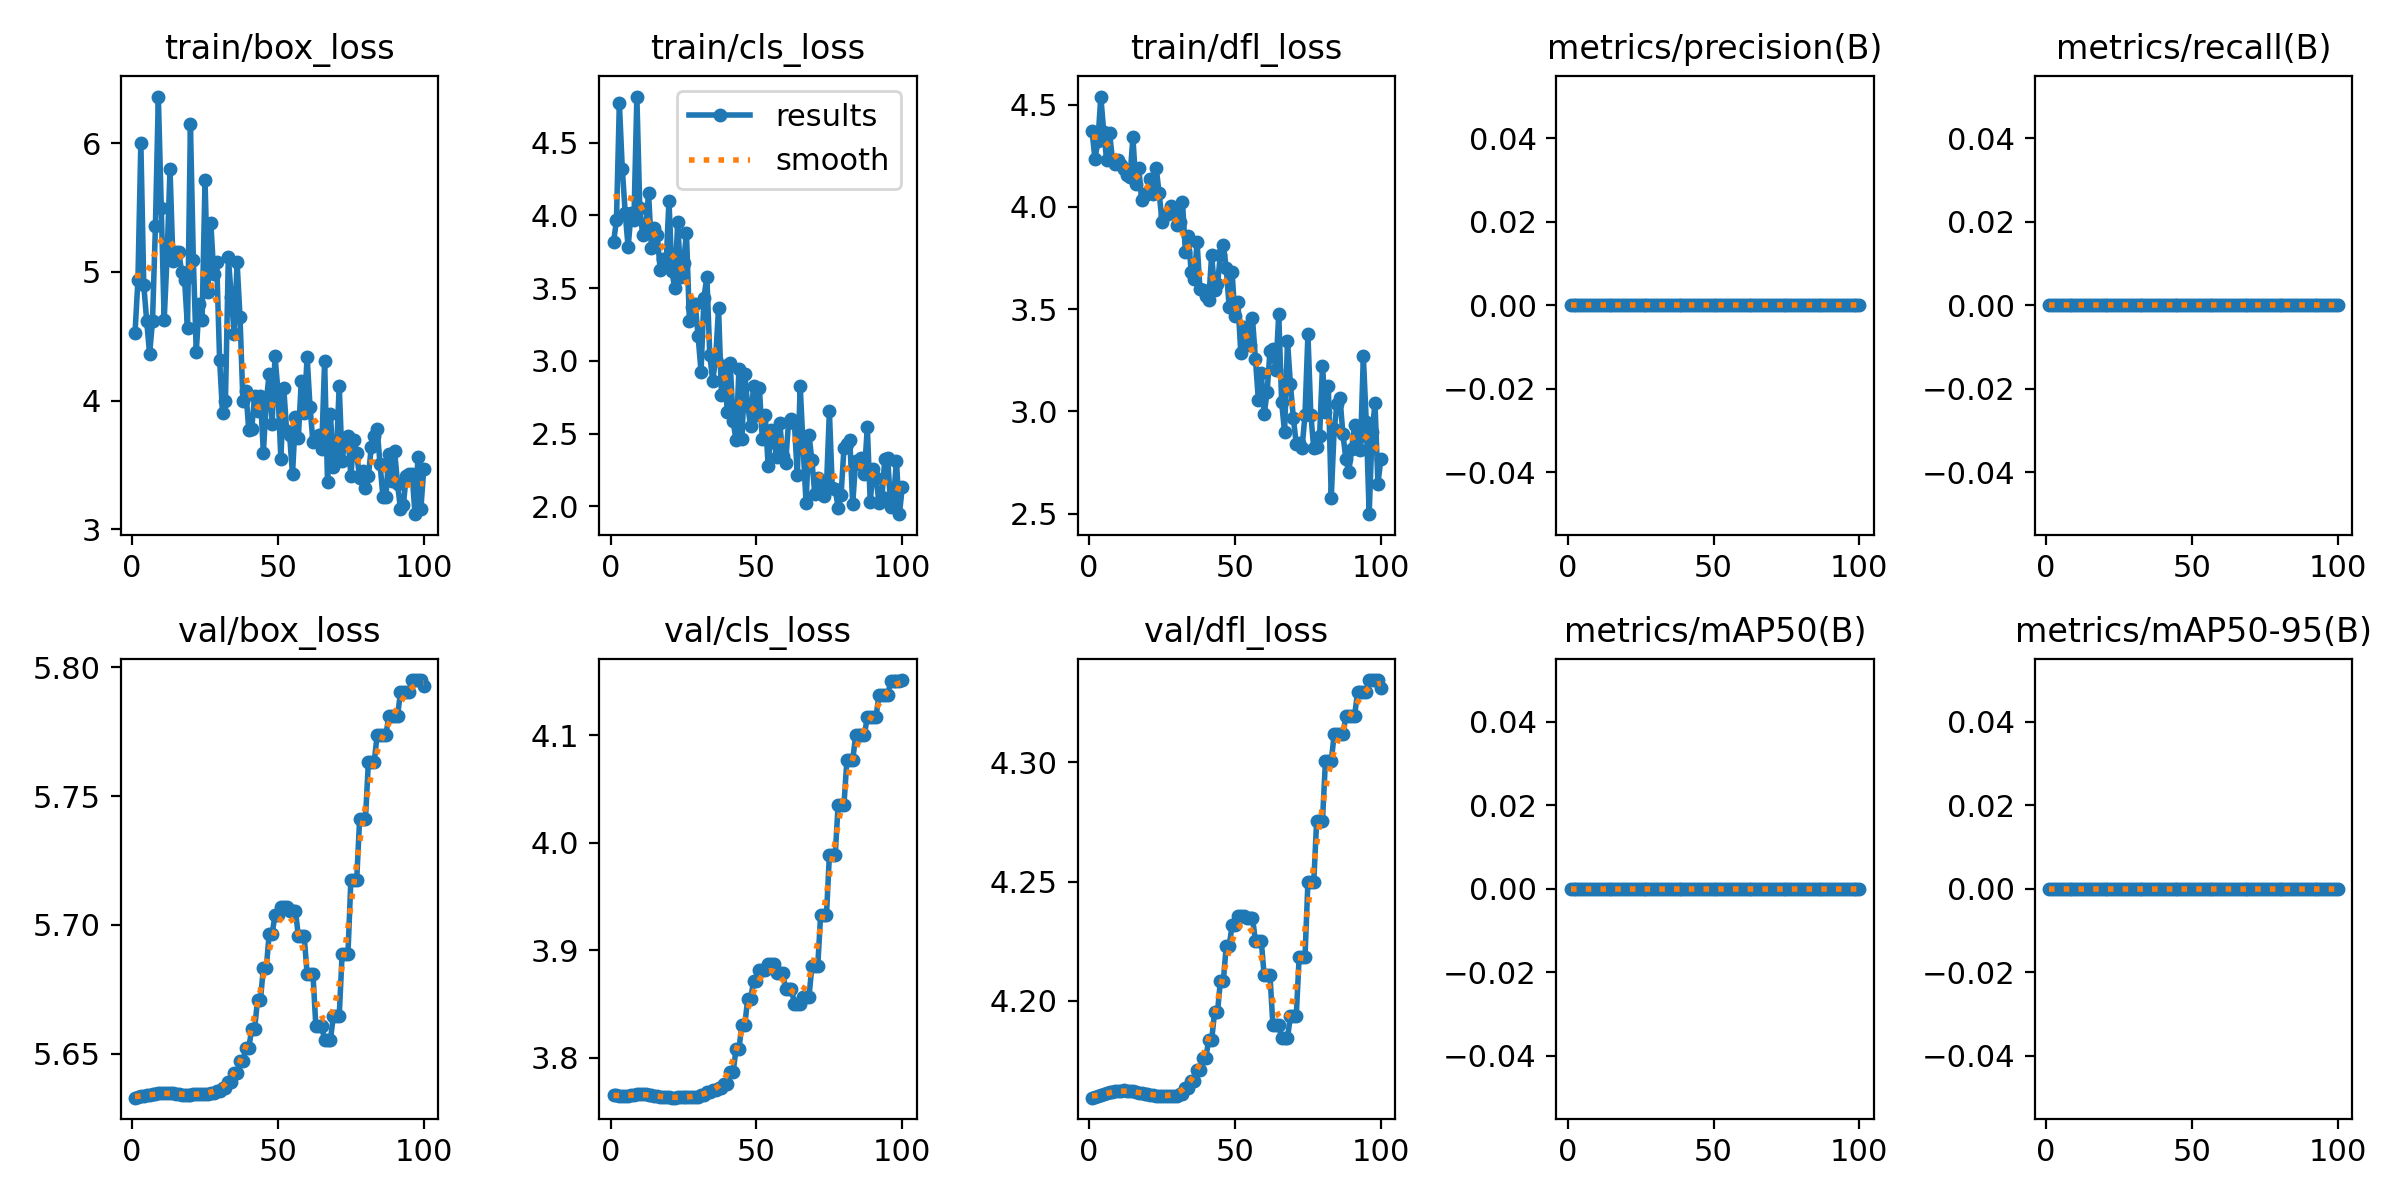 train/box_loss
6
5
4
3
0 50 100
train/cls_loss
results
smooth
4.5
4.0
3.5
3.0
2.5
2.0
0 50 100
train/dfl_loss
4.5
4.0
3.5
3.0
2.5
0 50 100
metrics/precision(B)
0.04
0.02
0.00
−0.02
−0.04
0 50 100
metrics/recall(B)
0.04
0.02
0.00
−0.02
−0.04
0 50 100
val/box_loss
5.80
5.75
5.70
5.65
0 50 100
val/cls_loss
4.1
4.0
3.9
3.8
0 50 100
val/dfl_loss
4.30
4.25
4.20
0 50 100
metrics/mAP50(B)
0.04
0.02
0.00
−0.02
−0.04
0 50 100
metrics/mAP50-95(B)
0.04
0.02
0.00
−0.02
−0.04
0 50 100